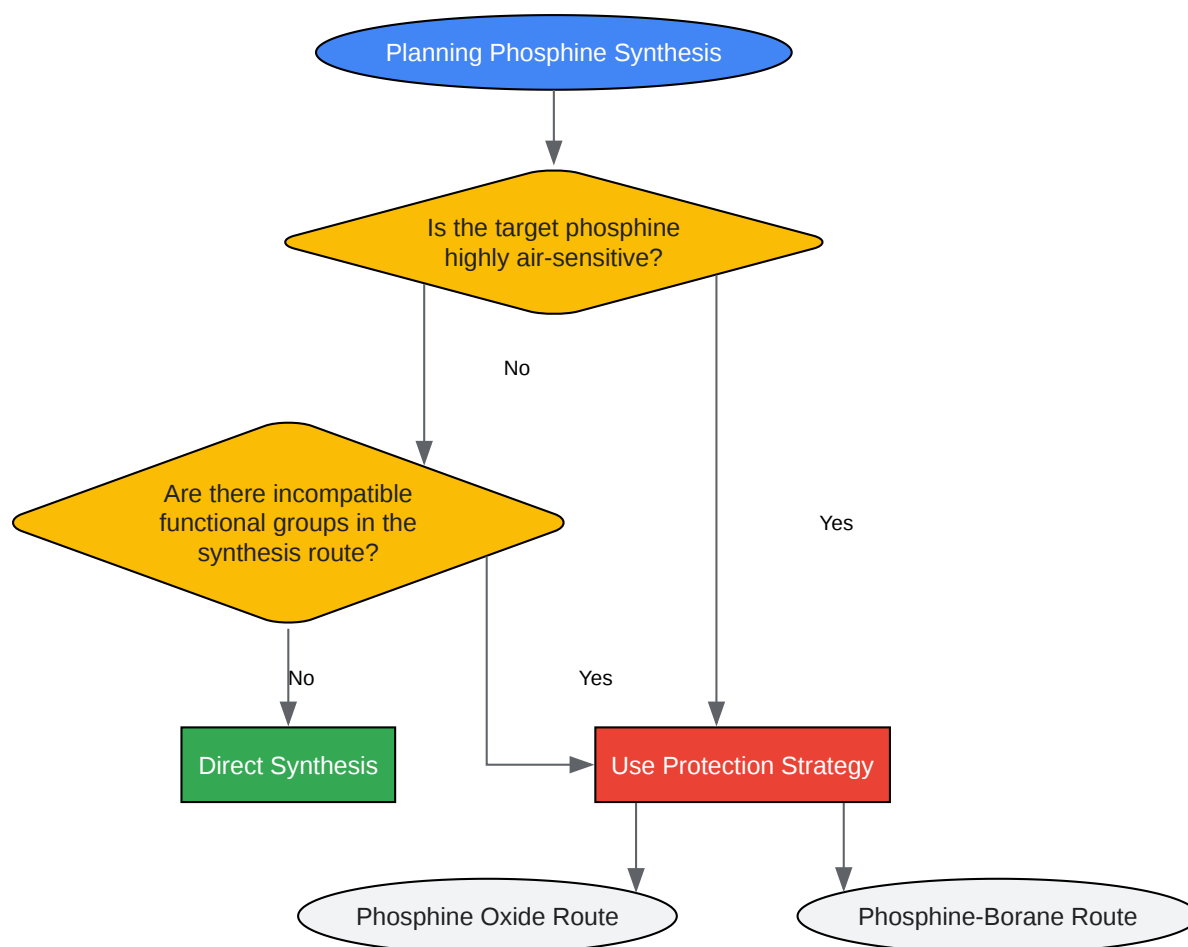 Planning Phosphine Synthesis
Is the target phosphine
highly air-sensitive?
No
Are there incompatible
functional groups in the
synthesis route?
Yes
No
Yes
Direct Synthesis
Use Protection Strategy
Phosphine Oxide Route
Phosphine-Borane Route